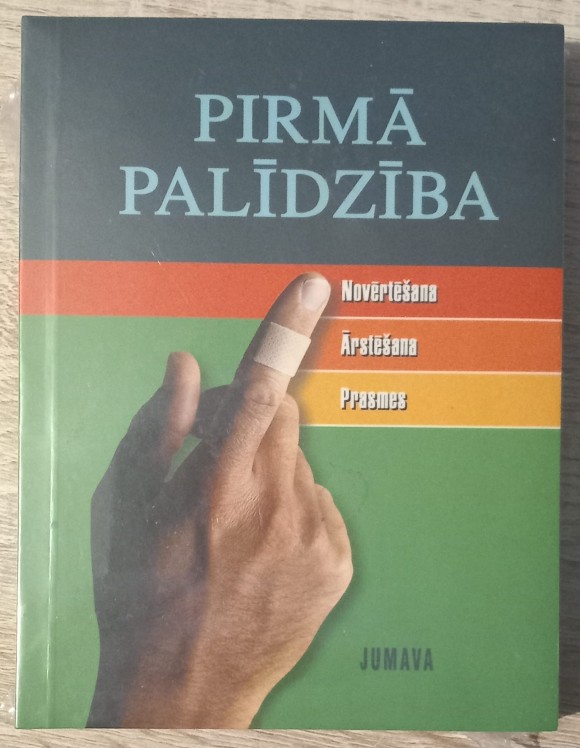 PIRMĀ
PALĪDZĪBA
Novērtēšana
Ārstēšana
Prasmes
JUMAVA